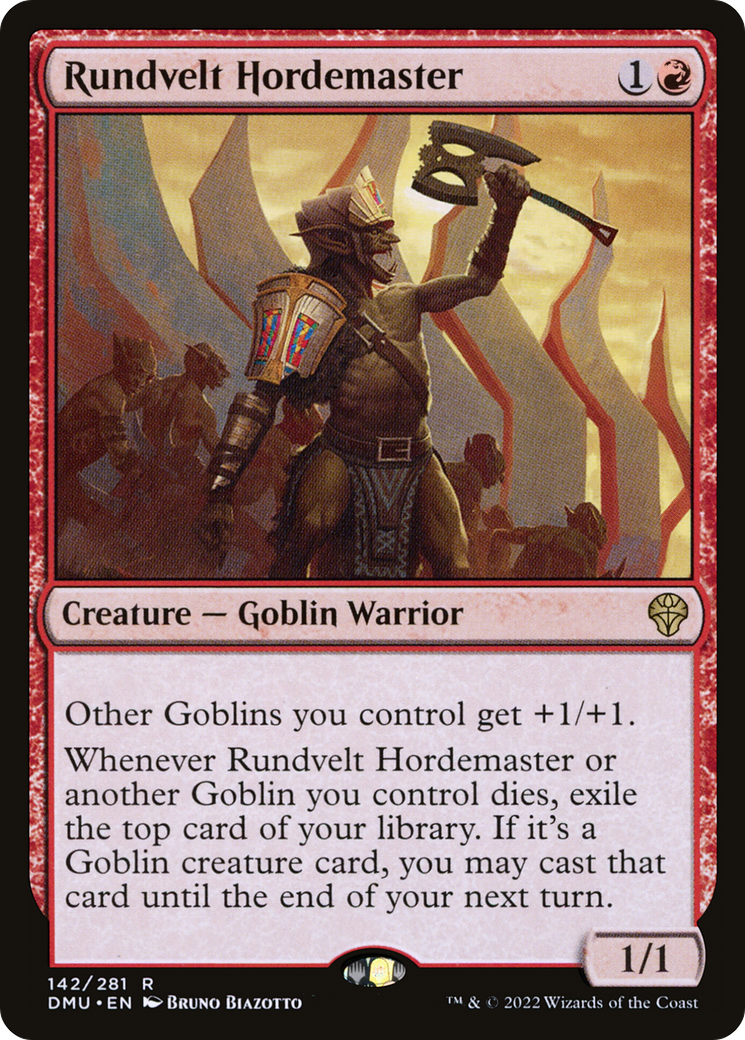 Rundvelt Hordemaster 1
Creature — Goblin Warrior
Other Goblins you control get +1/+1.
Whenever Rundvelt Hordemaster or
another Goblin you control dies, exile
the top card of your library. If it's a
Goblin creature card, you may cast that
card until the end of your next turn.
1/1
142/281 R
DMU • EN Bruno Biazotto
™ & © 2022 Wizards of the Coast